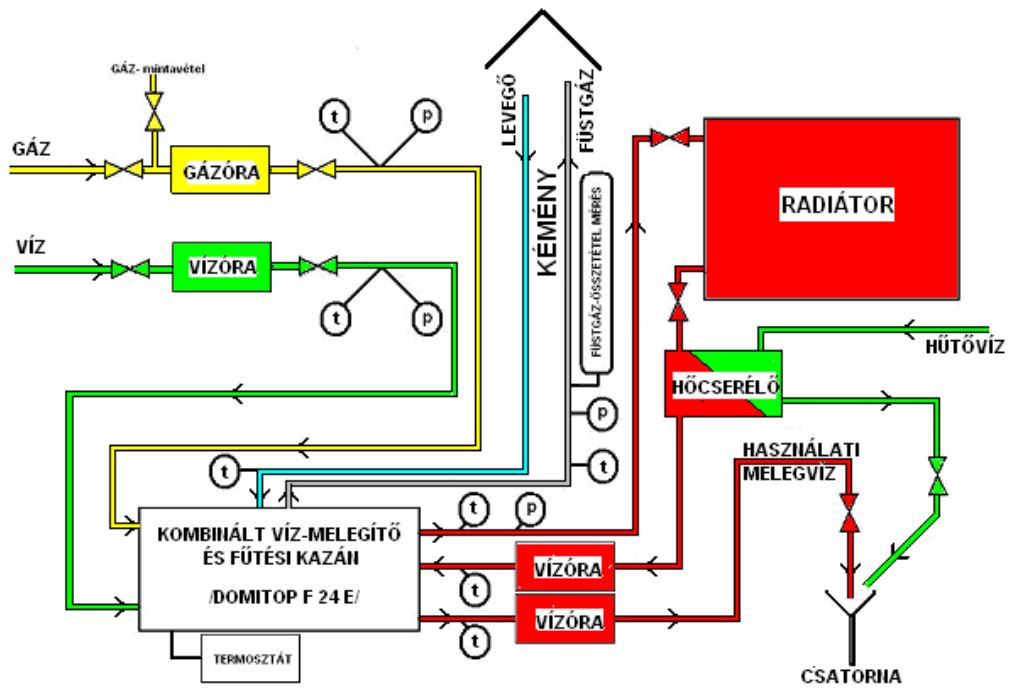 GÁZ- mintavétel
GÁZ
GÁZÓRA
t
p
VÍZ
VÍZÓRA
t
p
LEVEGŐ
FÜSTGÁZ
KÉMÉNY
FÜSTGÁZ-ÖSSZETÉTEL MÉRÉS
RADIÁTOR
HŰTŐVÍZ
HŐCSERÉLŐ
p
t
t
HASZNÁLATI
MELEGVÍZ
KOMBINÁLT VÍZ-MELEGÍTŐ
ÉS FŰTÉSI KAZÁN
/DOMITOP F 24 E/
t
p
VÍZÓRA
t
VÍZÓRA
t
TERMOSZTÁT
CSATORNA